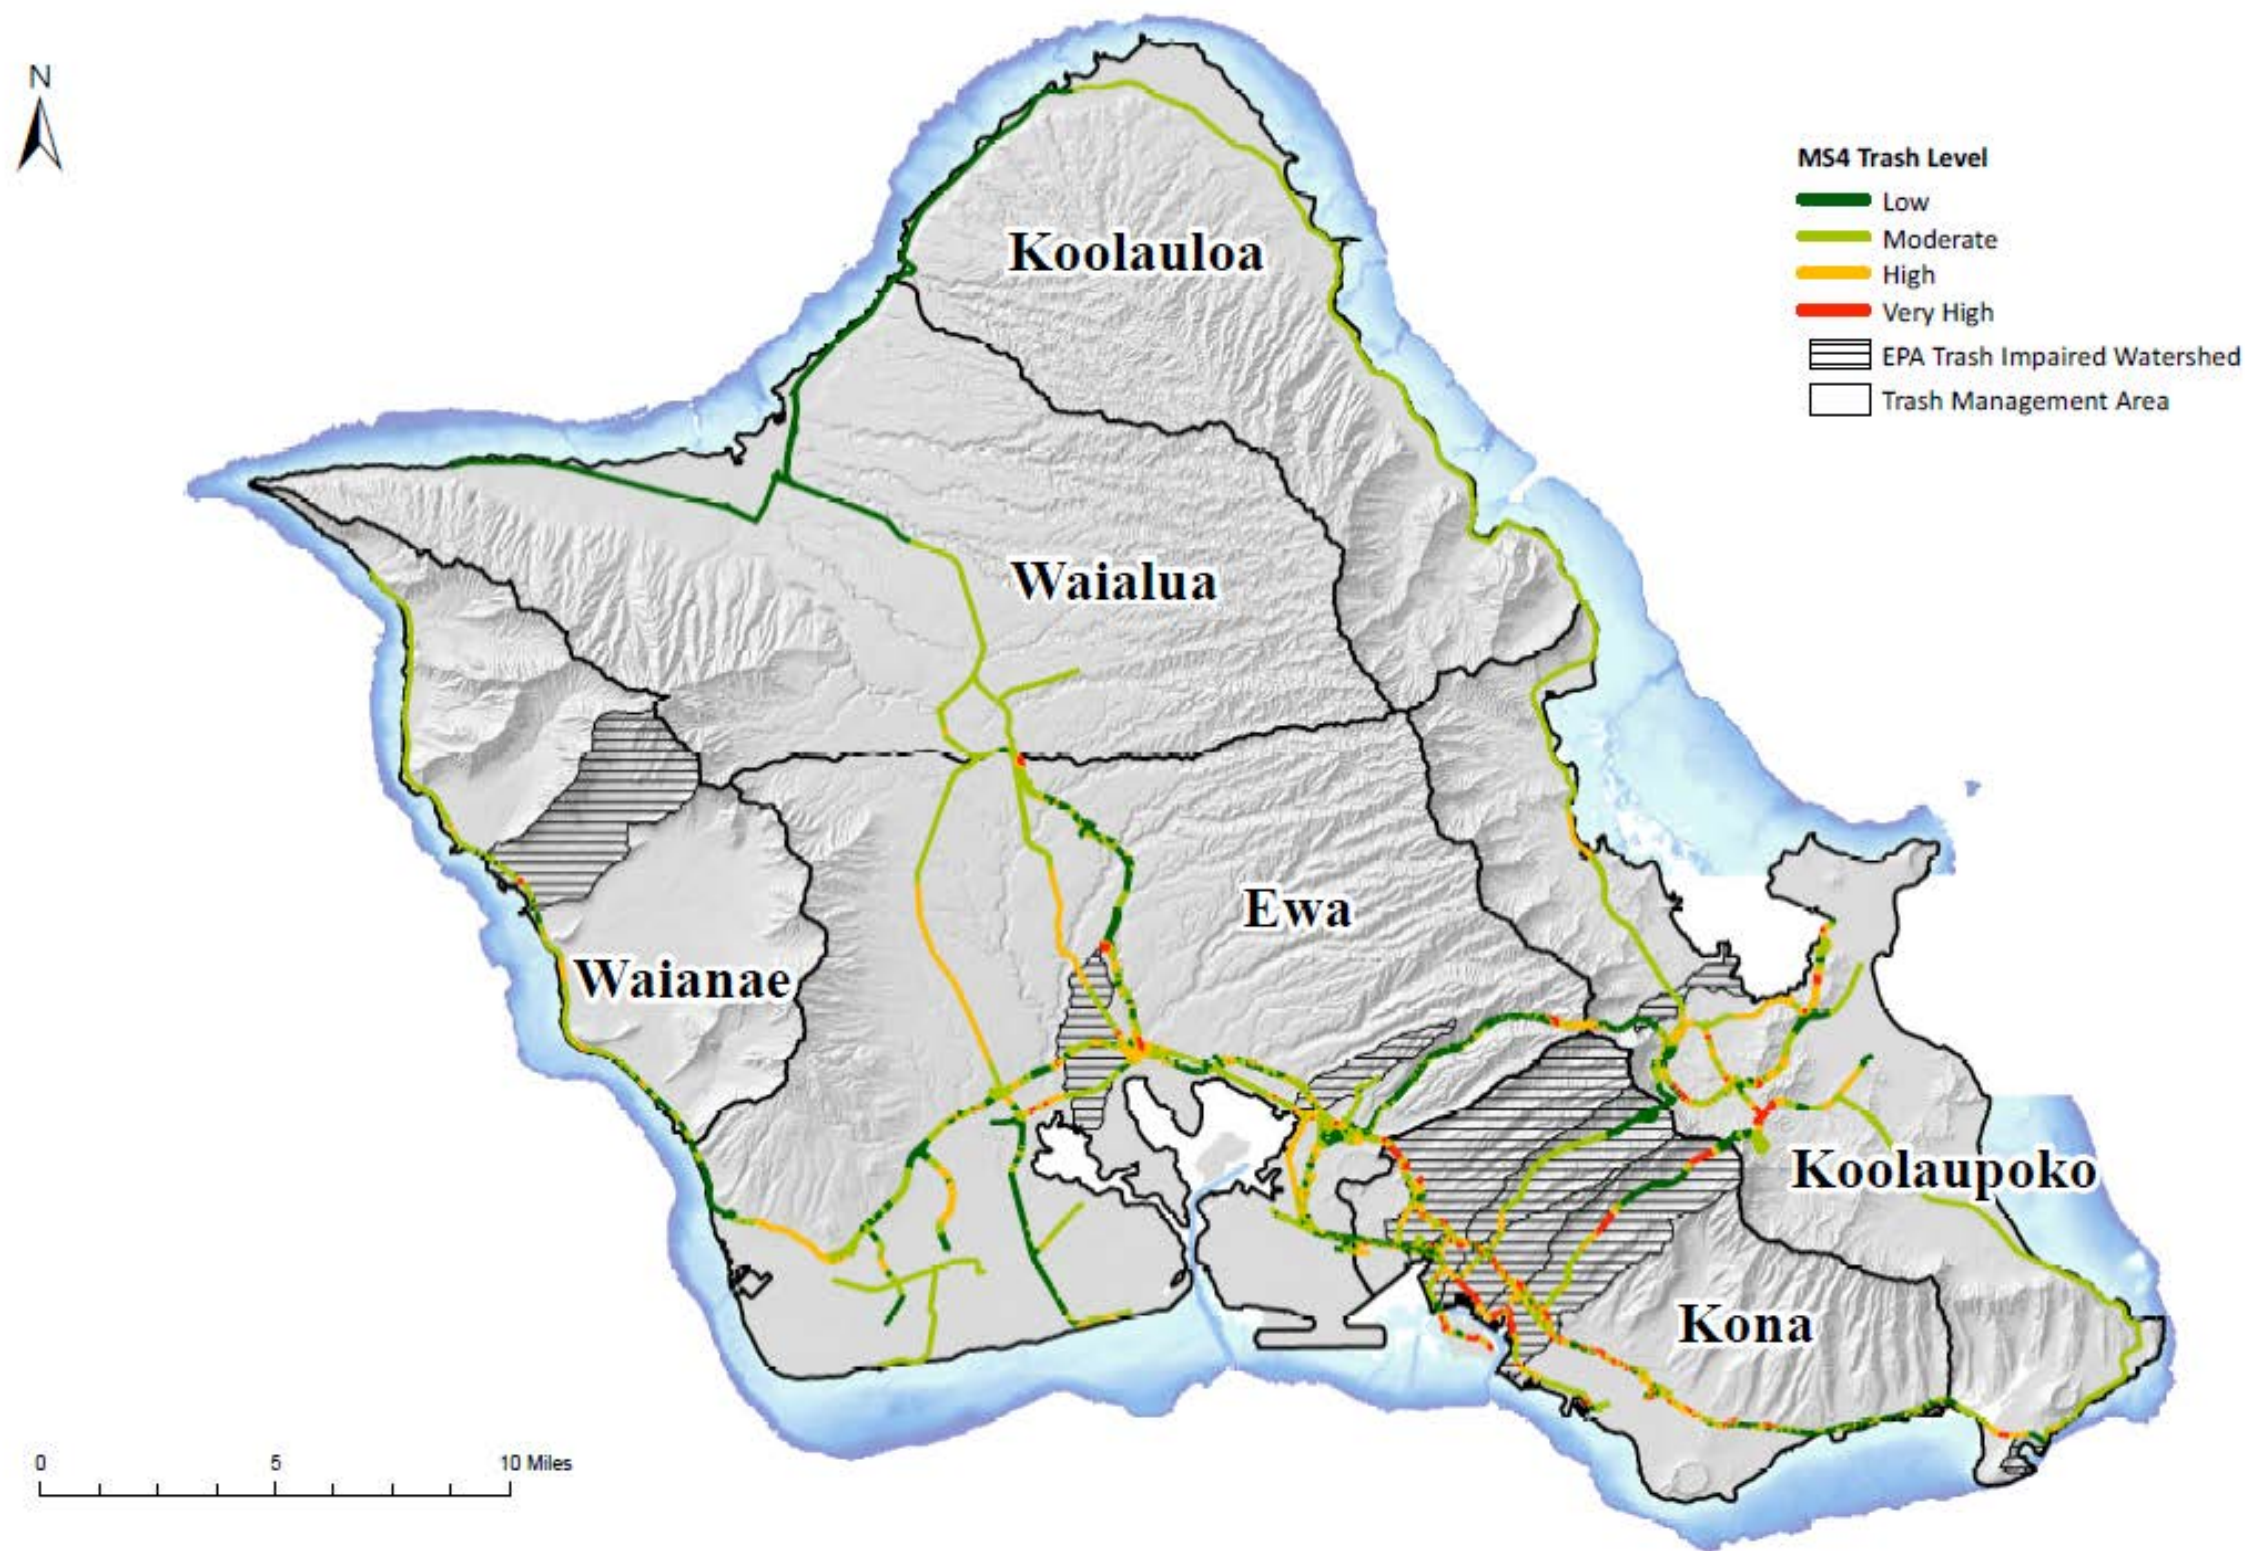 N
MS4 Trash Level
Low
Moderate
High
Very High
EPA Trash Impaired Watershed
Trash Management Area
Koolauloa
Waialua
Ewa
Waianae
Koolaupoko
Kona
0 5 10 Miles